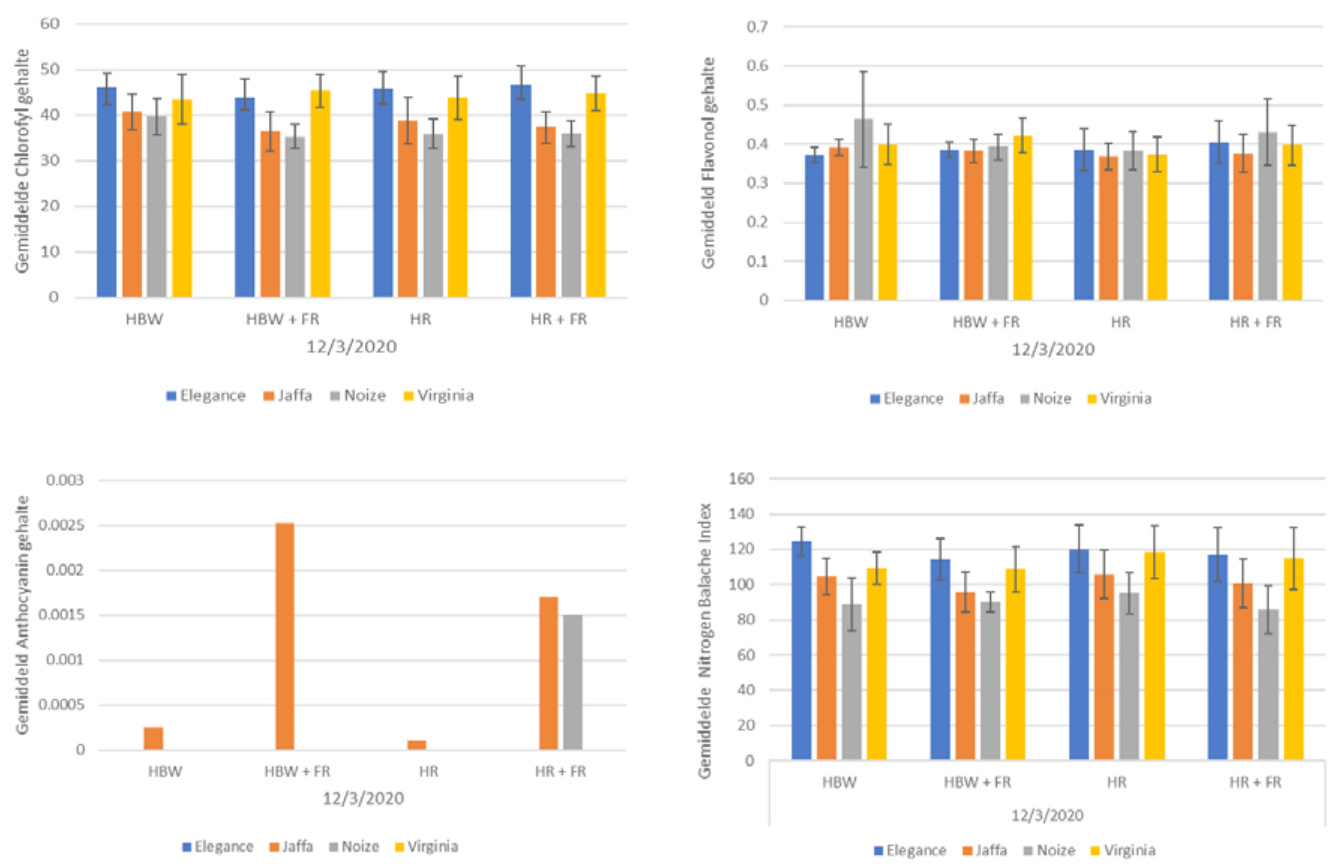 Gemiddelde Chlorofyl gehalte
60
50
40
30
20
10
0
HBW HBW + FR HR HR + FR
12/3/2020
Elegance Jaffa Noize Virginia
Gemiddeld Flavonol gehalte
0.7
0.6
0.5
0.4
0.3
0.2
0.1
0
HBW HBW + FR HR HR + FR
12/3/2020
Elegance Jaffa Noize Virginia
Gemiddeld Anthocyanin gehalte
0.003
0.0025
0.002
0.0015
0.001
0.0005
0
HBW HBW + FR HR HR + FR
12/3/2020
Elegance Jaffa Noize Virginia
Gemiddelde Nitrogen Balache Index
160
140
120
100
80
60
40
20
0
HBW HBW + FR HR HR + FR
12/3/2020
Elegance Jaffa Noize Virginia